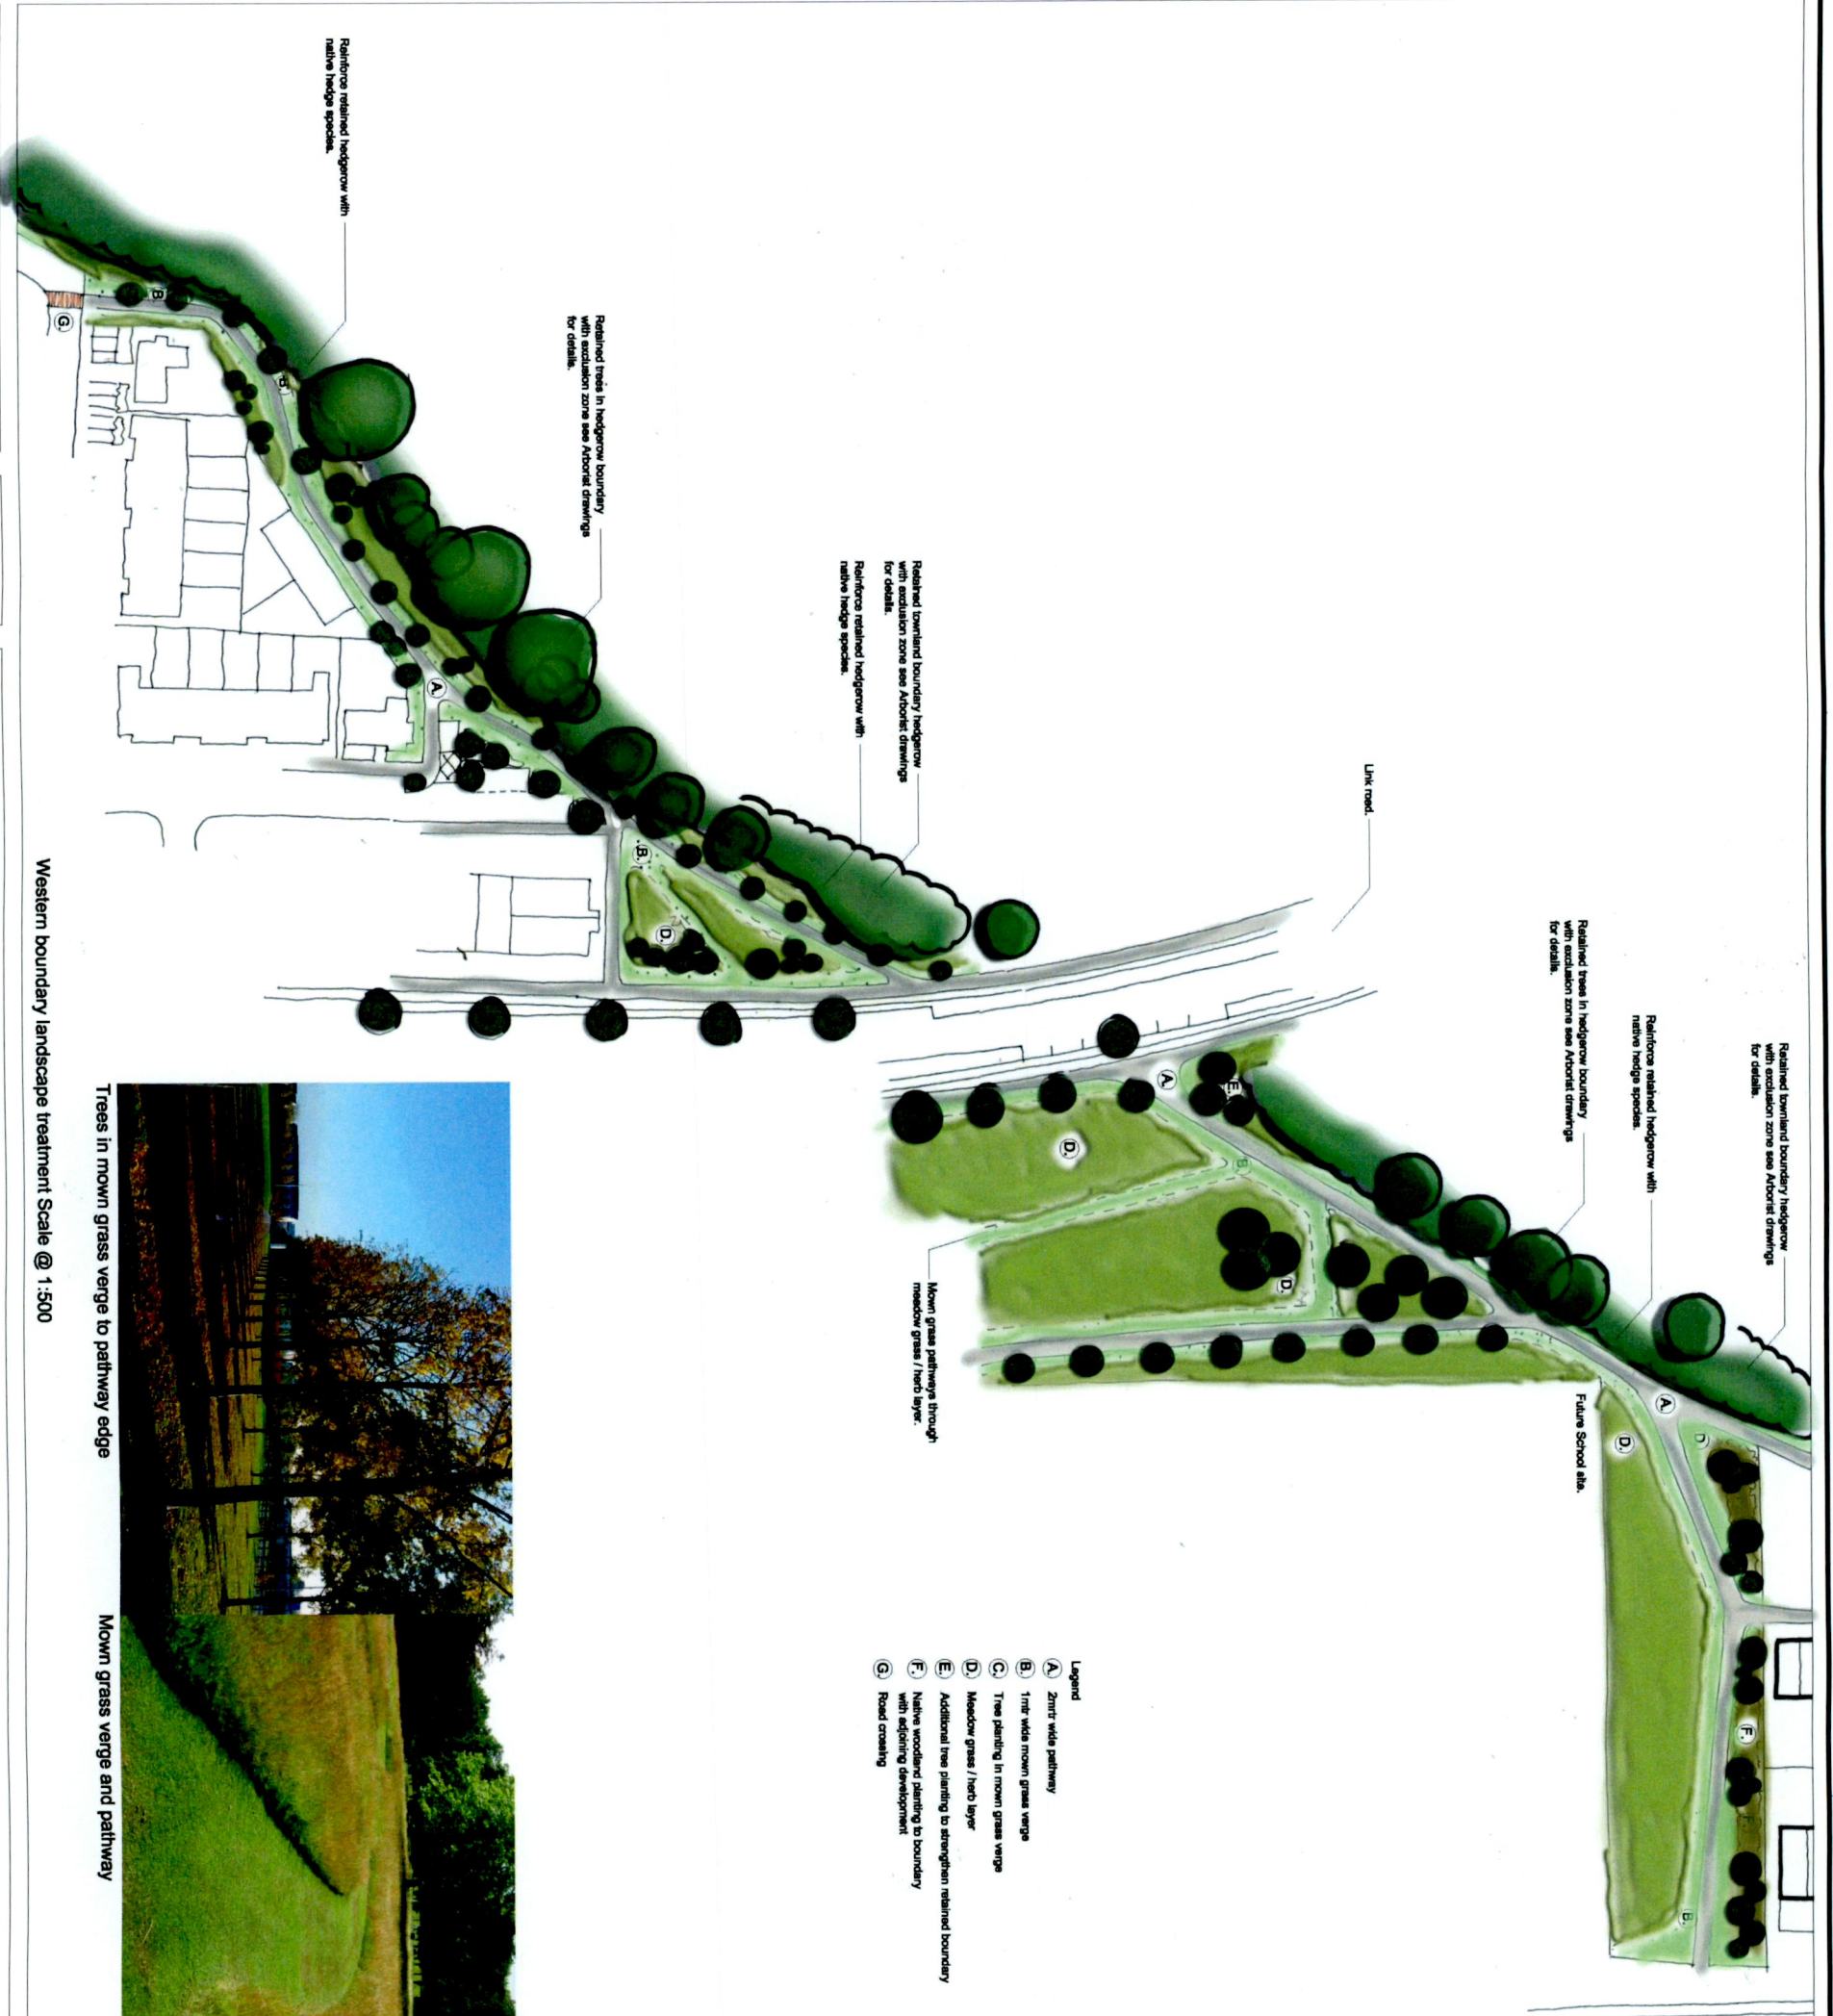 Retained townland boundary hedgerow
with exclusion zone see Arborist drawings
for details.
Reinforce retained hedgerow with
native hedge species.
Retained trees in hedgerow boundary
with exclusion zone see Arborist drawings
for details.
Link road.
Retained townland boundary hedgerow
with exclusion zone see Arborist drawings
for details.
Reinforce retained hedgerow with
native hedge species.
Retained trees in hedgerow boundary
with exclusion zone see Arborist drawings
for details.
Reinforce retained hedgerow with
native hedge species.
Future School site.
Mown grass pathways through
meadow grass / herb layer.
A.
D.
D
F.
B.
A.
E.
D.
B.
D.
B.
D.
A.
B.
B
G.
Legend
A. 2mrtr wide pathway
B. 1mtr wide mown grass verge
C. Tree planting in mown grass verge
D. Meadow grass / herb layer
E. Additional tree planting to strengthen retained boundary
F. Native woodland planting to boundary
with adjoining development
G. Road crossing
Trees in mown grass verge to pathway edge
Mown grass verge and pathway
Western boundary landscape treatment Scale @ 1:500